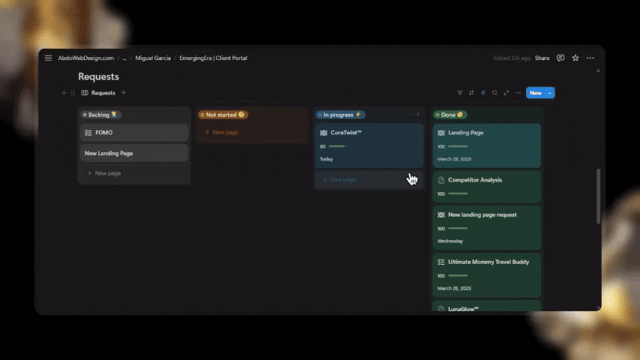 AbdoWebDesign.com / ... / Miguel Garcia / EmergingEra | Client Portal
Edited 12h ago Share
Requests
Requests
New
Backlog
FOMO
New Landing Page
+ New page
Not started
+ New page
In progress
CoreTwist™
60
Today
+ New page
Done
Landing Page
100
March 29, 2025
Competitor Analysis
100
New landing page request
100
Wednesday
Ultimate Mommy Travel Buddy
100
March 26, 2025
LunaGlow™